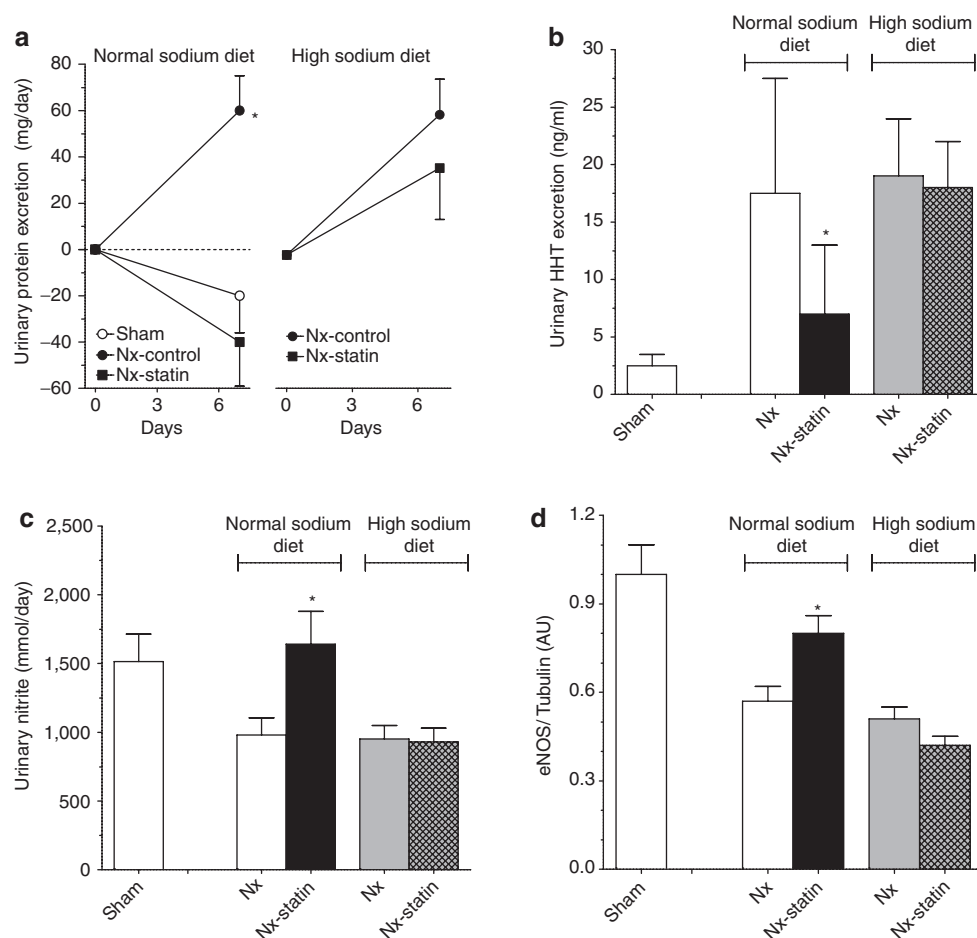 a
Normal sodium diet
High sodium diet
Urinary protein excretion (mg/day)
80
60
40
20
0
−20
−40
−60
Sham
Nx-control
Nx-statin
*
0
3
6
Days
Nx-control
Nx-statin
0
3
6
Days
b
Normal sodium
diet
High sodium
diet
Urinary HHT excretion (ng/ml)
30
25
20
15
10
5
0
*
Sham
Nx
Nx-statin
Nx
Nx-statin
c
Normal sodium
diet
High sodium
diet
Urinary nitrite (mmol/day)
2,500
2,000
1,500
1,000
500
0
*
Sham
Nx
Nx-statin
Nx
Nx-statin
d
Normal sodium
diet
High sodium
diet
eNOS/ Tubulin (AU)
1.2
0.9
0.6
0.3
0.0
*
Sham
Nx
Nx-statin
Nx
Nx-statin